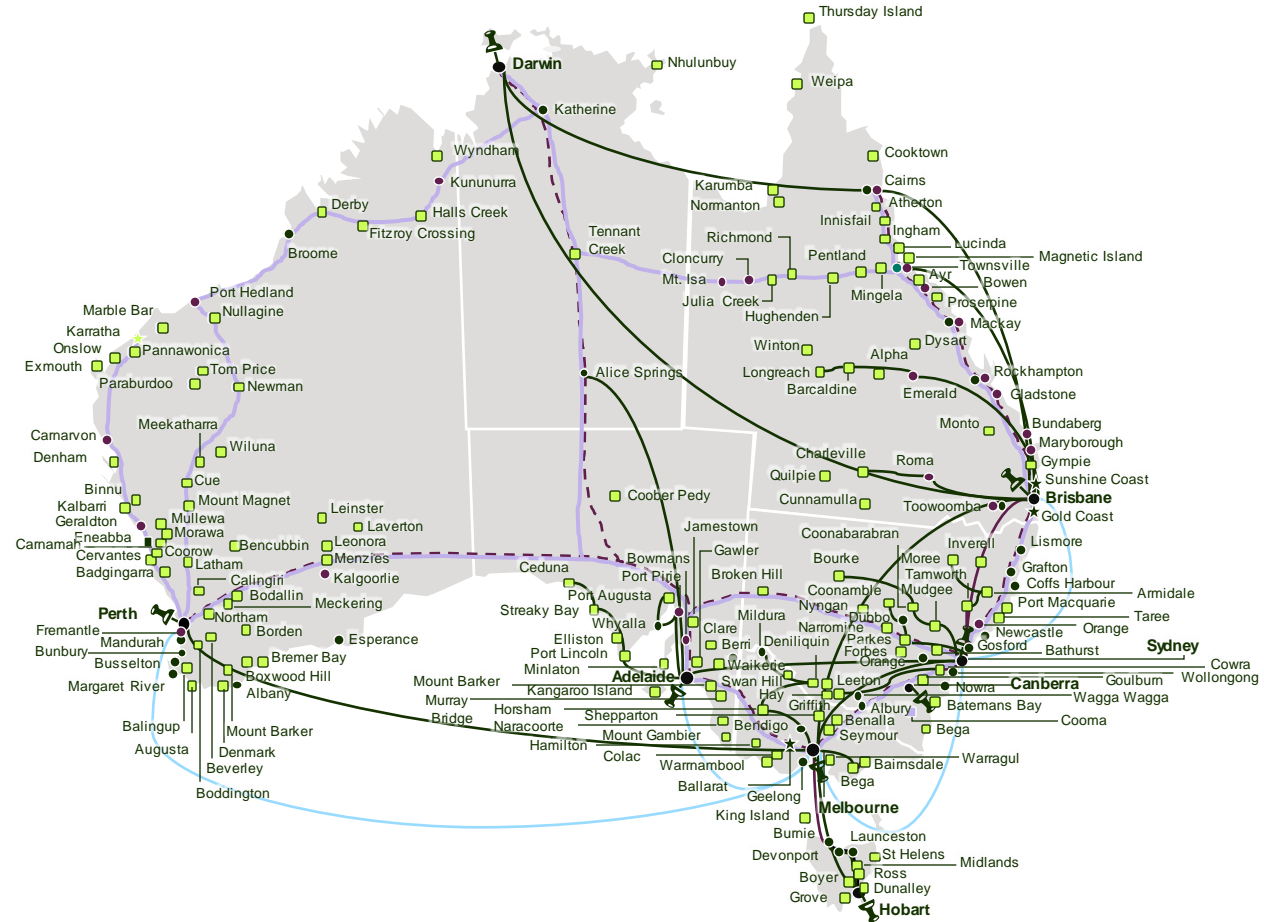 Thursday Island
Darwin
Nhulunbuy
Weipa
Katherine
Wyndham
Cooktown
Kununurra
Karumba
Cairns
Normanton
Atherton
Derby
Halls Creek
Innisfail
Fitzroy Crossing
Tennant
Creek
Ingham
Richmond
Lucinda
Broome
Cloncurry
Pentland
Magnetic Island
Townsville
Mt. Isa
Ayr
Bowen
Port Hedland
Julia Creek
Mingela
Proserpine
Marble Bar
Nullagine
Hughenden
Mackay
Karratha
Onslow
Pannawonica
Winton
Dysart
Exmouth
Alpha
Tom Price
Alice Springs
Longreach
Rockhampton
Paraburdoo
Newman
Barcaldine
Emerald
Gladstone
Meekatharra
Monto
Bundaberg
Carnarvon
Maryborough
Wiluna
Denham
Charleville
Roma
Gympie
Cue
Quilpie
Sunshine Coast
Binnu
Coober Pedy
Brisbane
Kalbarri
Mount Magnet
Cunnamulla
Toowoomba
Gold Coast
Leinster
Geraldton
Mullewa
Laverton
Jamestown
Coonabarabran
Eneabba
Morawa
Lismore
Carnamah
Leonora
Inverell
Bencubbin
Gawler
Cervantes
Coorow
Menzies
Bowmans
Bourke
Moree
Badgingarra
Latham
Ceduna
Port Pirie
Broken Hill
Tamworth
Grafton
Calingiri
Kalgoorlie
Coffs Harbour
Coonamble
Mudgee
Bodallin
Port Augusta
Armidale
Meckering
Nyngan
Port Macquarie
Perth
Streaky Bay
Mildura
Dubbo
Northam
Whyalla
Taree
Fremantle
Borden
Clare
Narromine
Newcastle
Orange
Mandurah
Esperance
Elliston
Deniliquin
Parkes
Gosford
Sydney
Bunbury
Port Lincoln
Berri
Forbes
Bathurst
Busselton
Bremer Bay
Minlaton
Waikerie
Orange
Cowra
Boxwood Hill
Adelaide
Goulburn
Wollongong
Margaret River
Mount Barker
Swan Hill
Leeton
Nowra
Canberra
Albany
Kangaroo Island
Hay
Wagga Wagga
Murray
Bridge
Horsham
Griffith
Albury
Batemans Bay
Balingup
Mount Barker
Naracoorte
Shepparton
Bendigo
Benalla
Cooma
Augusta
Denmark
Hamilton
Mount Gambier
Seymour
Bega
Beverley
Colac
Warrnambool
Bairnsdale
Warragul
Boddington
Ballarat
Bega
Geelong
King Island
Melbourne
Burnie
Launceston
Devonport
St Helens
Midlands
Boyer
Ross
Grove
Dunalley
Hobart